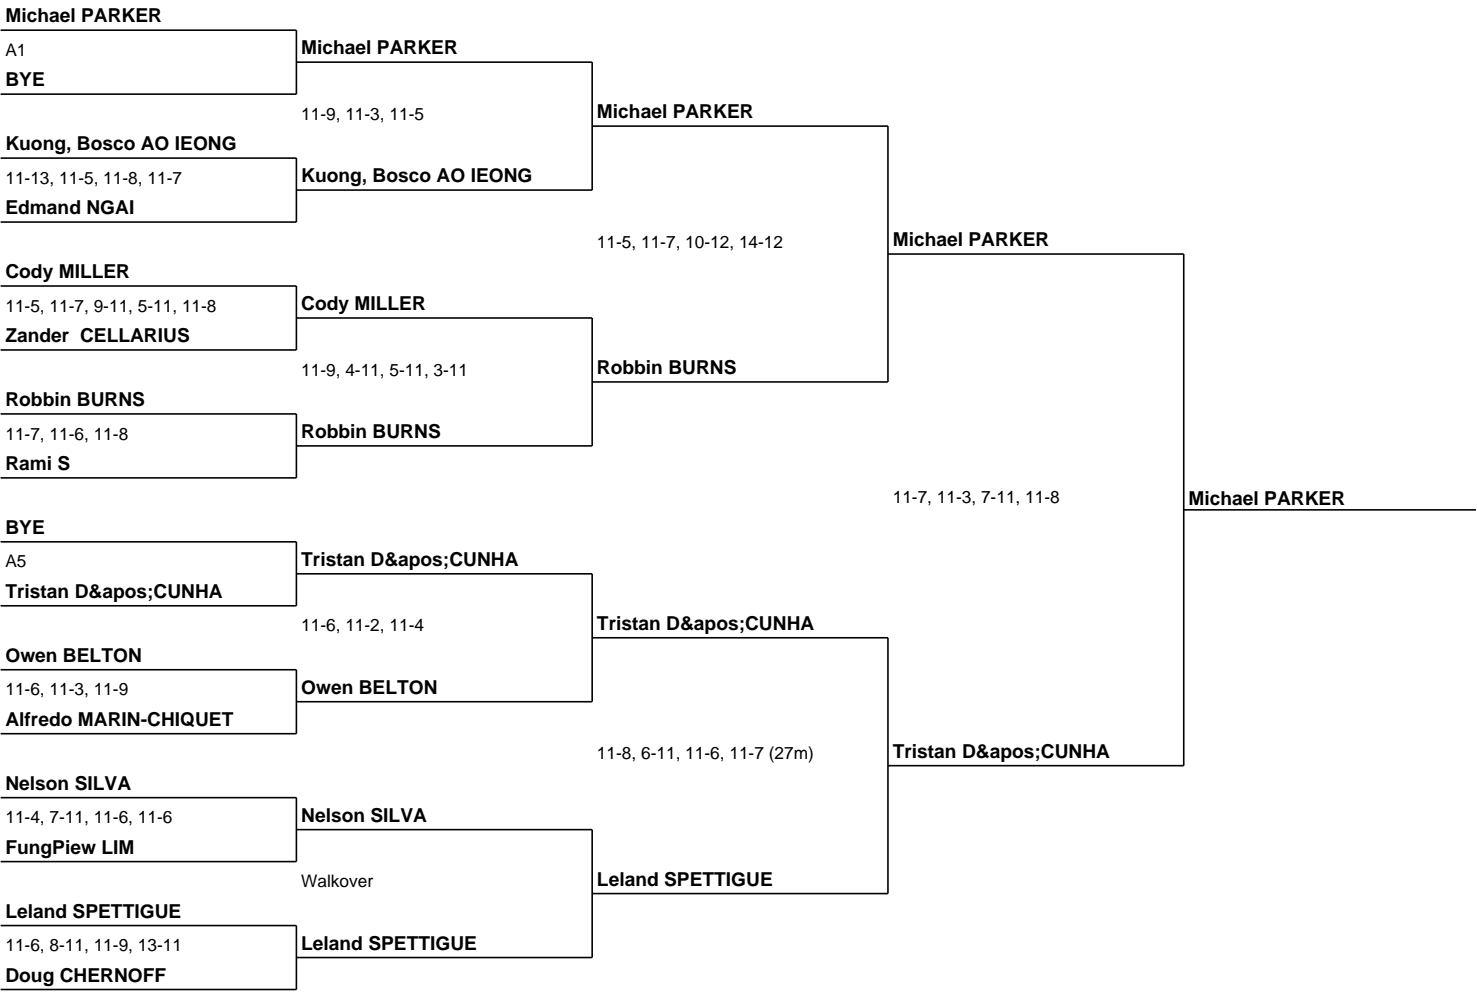 Michael PARKER
A1
BYE
Kuong, Bosco AO IEONG
11-13, 11-5, 11-8, 11-7
Edmand NGAI
Cody MILLER
11-5, 11-7, 9-11, 5-11, 11-8
Zander  CELLARIUS
Robbin BURNS
11-7, 11-6, 11-8
Rami S
BYE
A5
Tristan D&apos;CUNHA
Owen BELTON
11-6, 11-3, 11-9
Alfredo MARIN-CHIQUET
Nelson SILVA
11-4, 7-11, 11-6, 11-6
FungPiew LIM
Leland SPETTIGUE
11-6, 8-11, 11-9, 13-11
Doug CHERNOFF
Michael PARKER
11-9, 11-3, 11-5
Kuong, Bosco AO IEONG
Cody MILLER
11-9, 4-11, 5-11, 3-11
Robbin BURNS
Tristan D&apos;CUNHA
11-6, 11-2, 11-4
Owen BELTON
Nelson SILVA
Walkover
Leland SPETTIGUE
Michael PARKER
11-5, 11-7, 10-12, 14-12
Robbin BURNS
Tristan D&apos;CUNHA
11-8, 6-11, 11-6, 11-7 (27m)
Leland SPETTIGUE
Michael PARKER
11-7, 11-3, 7-11, 11-8
Tristan D&apos;CUNHA
Michael PARKER